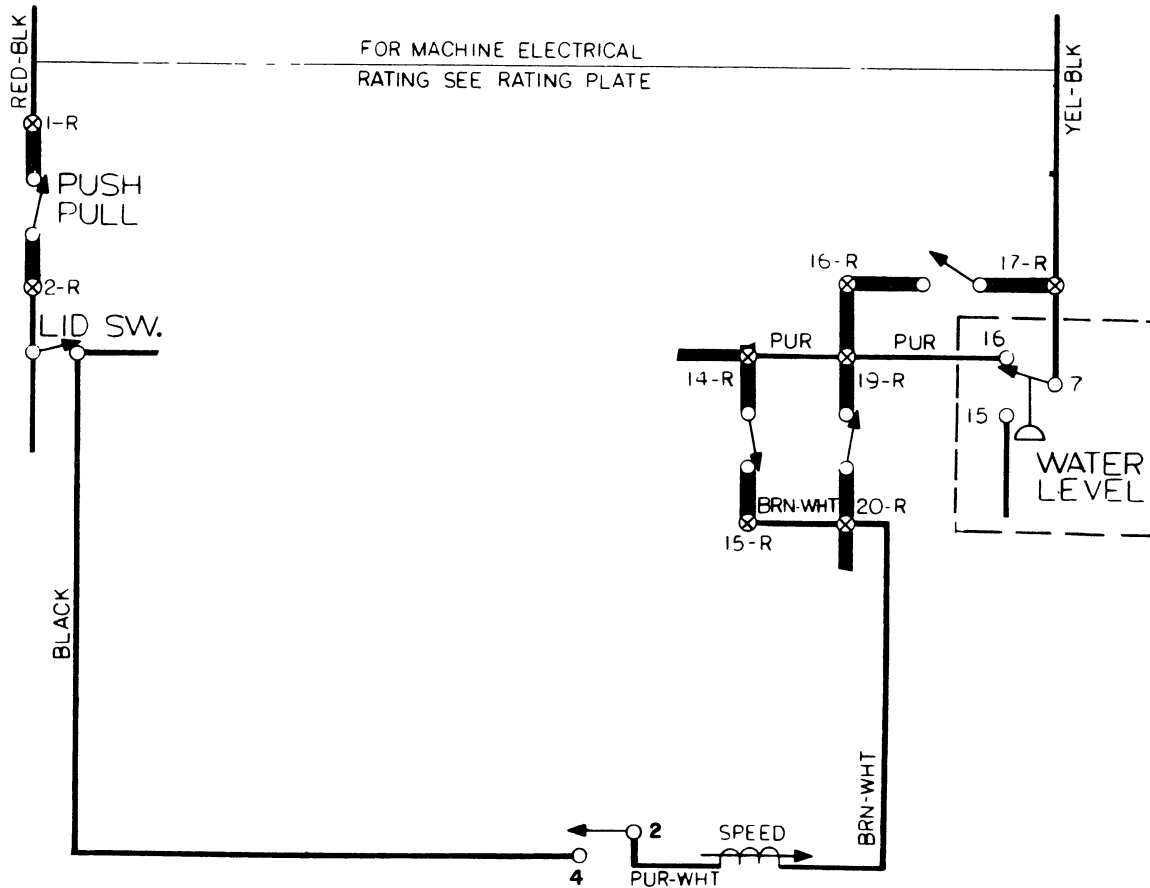 RED-BLK
FOR MACHINE ELECTRICAL
RATING SEE RATING PLATE
YEL-BLK
1-R
PUSH
PULL
2-R
LID SW.
16-R
17-R
PUR
PUR
16
14-R
19-R
7
15
WATER
LEVEL
BRN-WHT
20-R
15-R
BLACK
BRN-WHT
2
SPEED
4
PUR-WHT